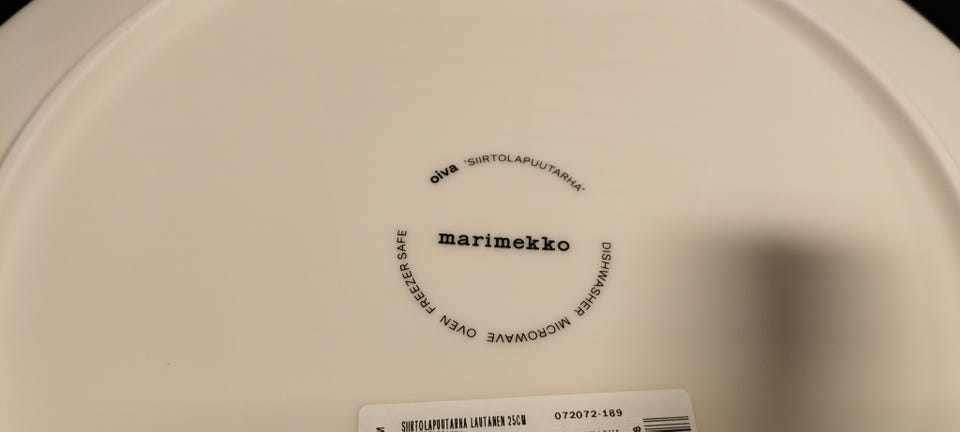 oiva 'SIIRTOLAPUUTARHA'
marimekko
DISHWASHER MICROWAVE OVEN FREEZER SAFE
SIIRTOLAPUUTARHA LAUTANEN 25CM
072072-189